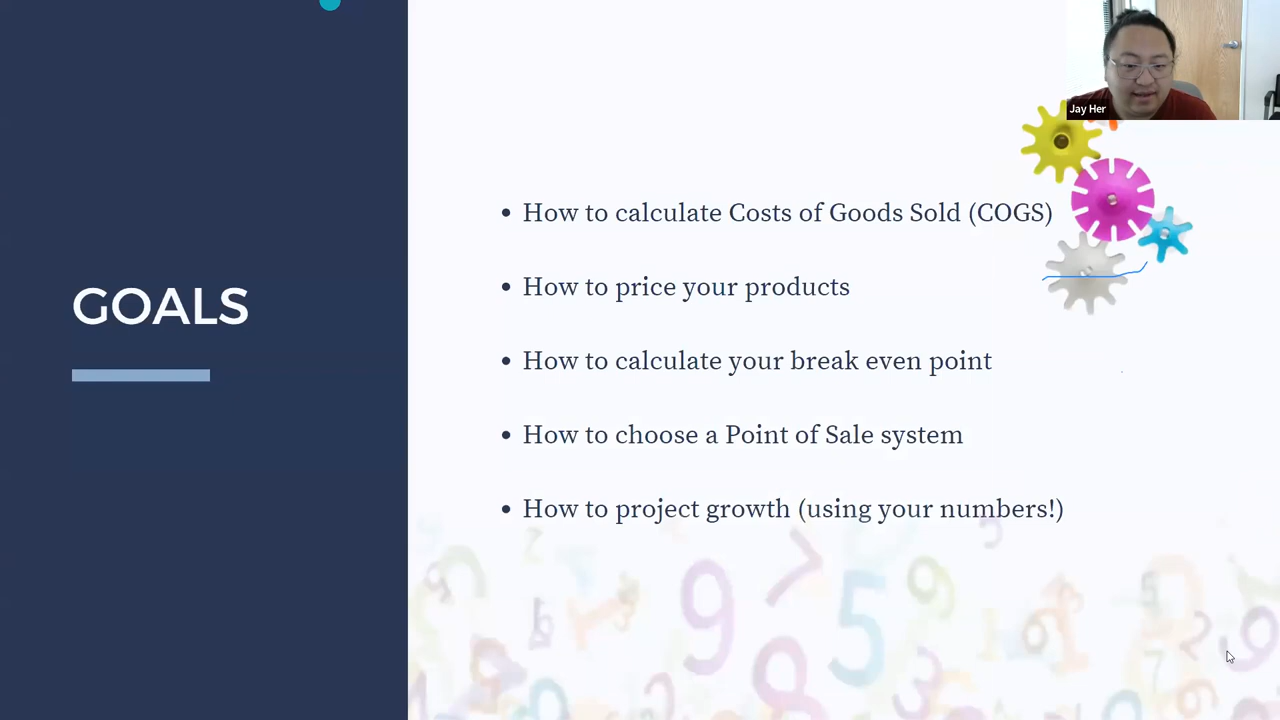 Jay Her
GOALS
How to calculate Costs of Goods Sold (COGS)
How to price your products
How to calculate your break even point
How to choose a Point of Sale system
How to project growth (using your numbers!)